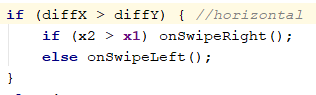 if (diffX > diffY) { //horizontal
if (x2 > x1) onSwipeRight();
else onSwipeLeft();
}